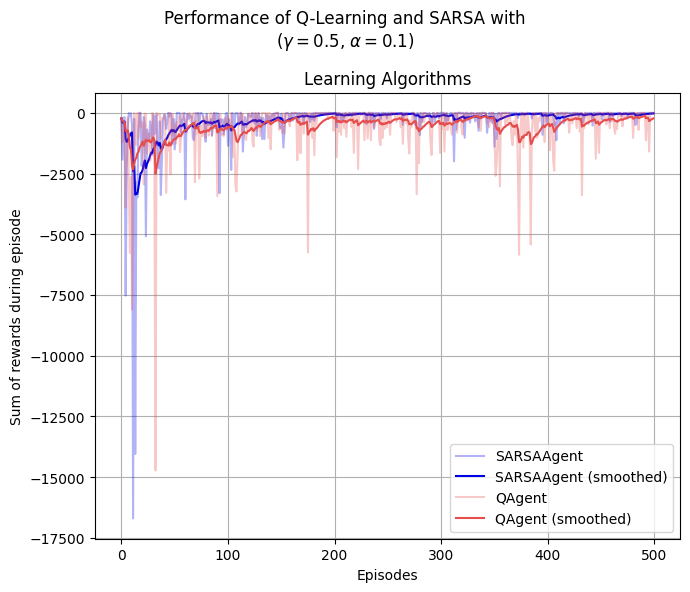 Performance of Q-Learning and SARSA with
(γ = 0.5, α = 0.1)
Learning Algorithms
0
−2500
−5000
−7500
−10000
−12500
−15000
−17500
Sum of rewards during episode
0 100 200 300 400 500
Episodes
SARSAAgent
SARSAAgent (smoothed)
QAgent
QAgent (smoothed)